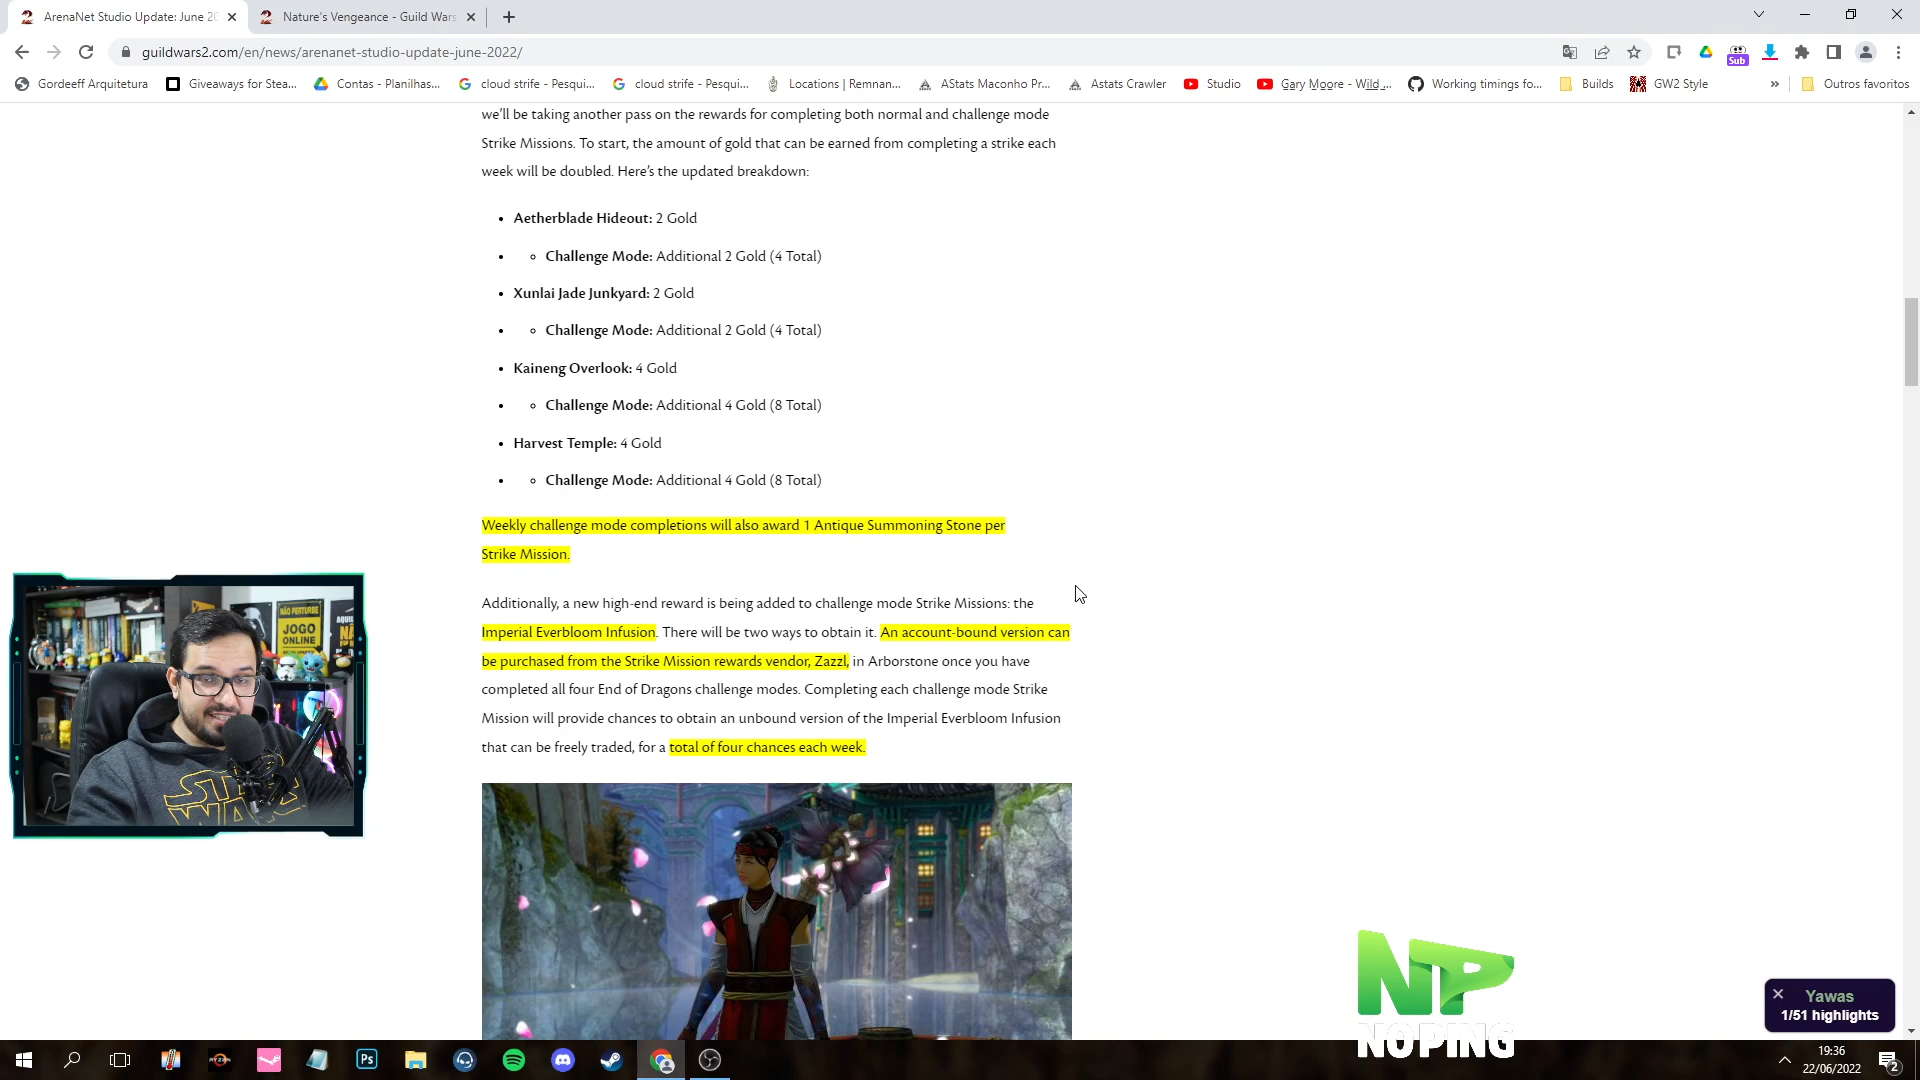 ArenaNet Studio Update: June 20
Nature's Vengeance - Guild Wars
guildwars2.com/en/news/arenanet-studio-update-june-2022/
Sub
Gordeeff Arquitetura
Giveaways for Stea...
Contas - Planilhas...
cloud strife - Pesqui...
cloud strife - Pesqui...
Locations | Remnan...
AStats Maconho Pr...
Astats Crawler
Studio
Gary Moore - Wild ...
Working timings fo...
Builds
GW2 Style
»
Outros favoritos
we'll be taking another pass on the rewards for completing both normal and challenge mode
Strike Missions. To start, the amount of gold that can be earned from completing a strike each
week will be doubled. Here's the updated breakdown:
• Aetherblade Hideout: 2 Gold
• ◦ Challenge Mode: Additional 2 Gold (4 Total)
• Xunlai Jade Junkyard: 2 Gold
• ◦ Challenge Mode: Additional 2 Gold (4 Total)
• Kaineng Overlook: 4 Gold
• ◦ Challenge Mode: Additional 4 Gold (8 Total)
• Harvest Temple: 4 Gold
• ◦ Challenge Mode: Additional 4 Gold (8 Total)
Weekly challenge mode completions will also award 1 Antique Summoning Stone per
Strike Mission.
Additionally, a new high-end reward is being added to challenge mode Strike Missions: the
Imperial Everbloom Infusion. There will be two ways to obtain it. An account-bound version can
be purchased from the Strike Mission rewards vendor, Zazzl, in Arborstone once you have
completed all four End of Dragons challenge modes. Completing each challenge mode Strike
Mission will provide chances to obtain an unbound version of the Imperial Everbloom Infusion
that can be freely traded, for a total of four chances each week.
NÃO PERTURBE
JOGO
ONLINE
STAR
WARS
NP
NOPING
Yawas
1/51 highlights
RYZEN
Ps
19:36
22/06/2022
2